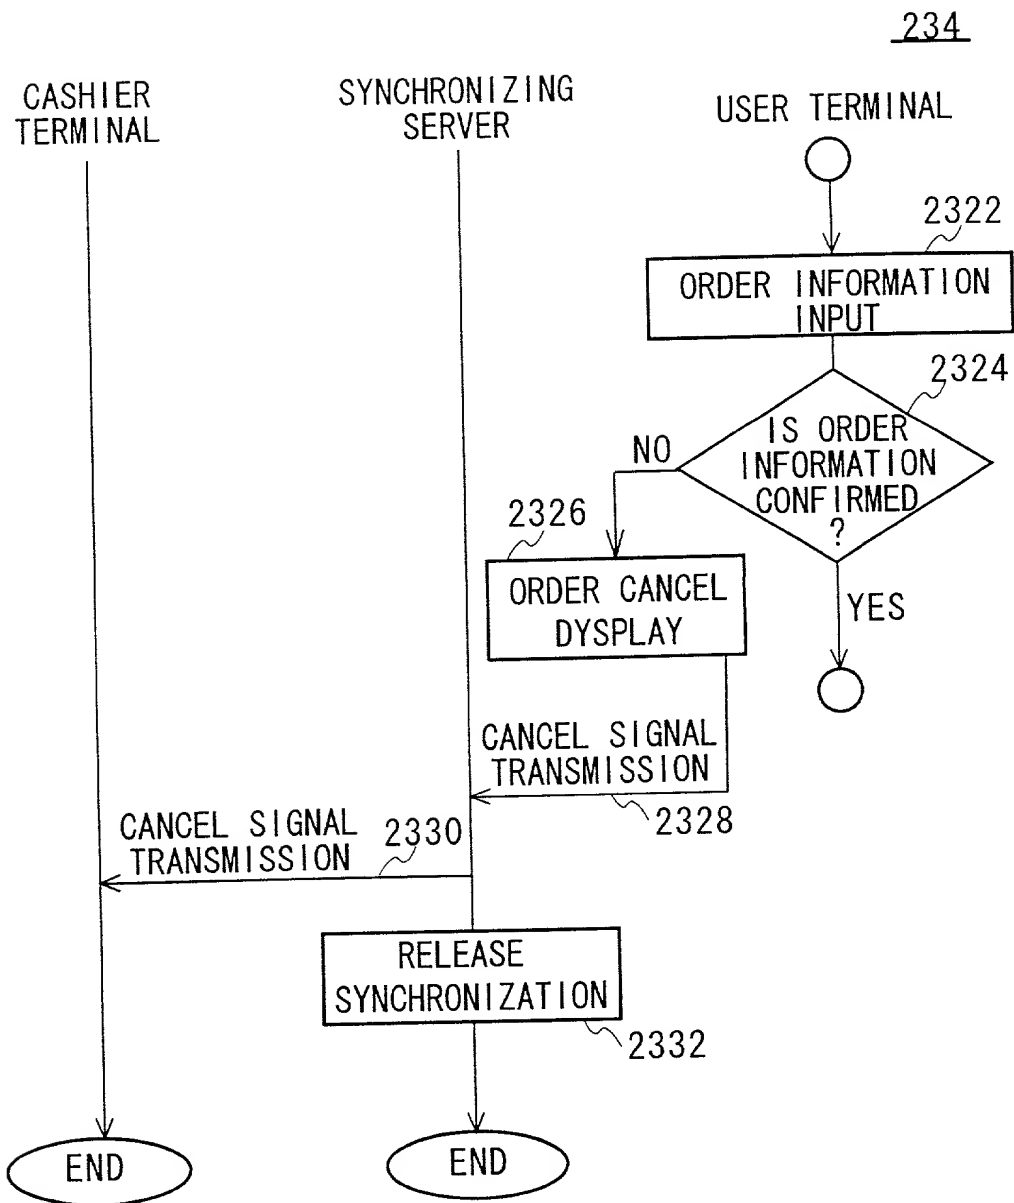 234
CASHIER
TERMINAL
SYNCHRONIZING
SERVER
USER TERMINAL
2322
ORDER INFORMATION
INPUT
2324
IS ORDER
INFORMATION
CONFIRMED
?
NO
YES
2326
ORDER CANCEL
DYSPLAY
CANCEL SIGNAL
TRANSMISSION
2328
CANCEL SIGNAL
TRANSMISSION
2330
RELEASE
SYNCHRONIZATION
2332
END
END